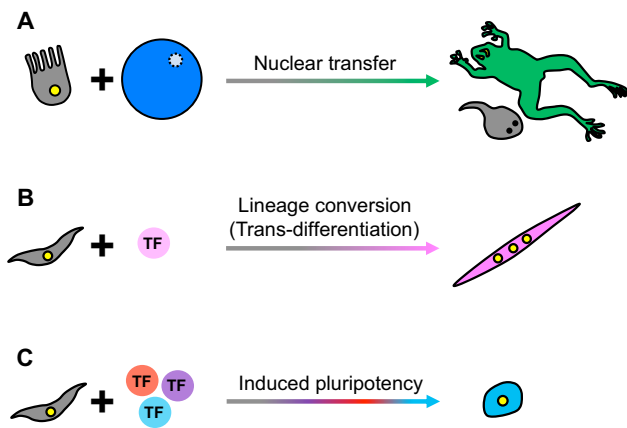 A
Nuclear transfer
B
Lineage conversion
(Trans-differentiation)
TF
C
TF
TF
TF
Induced pluripotency